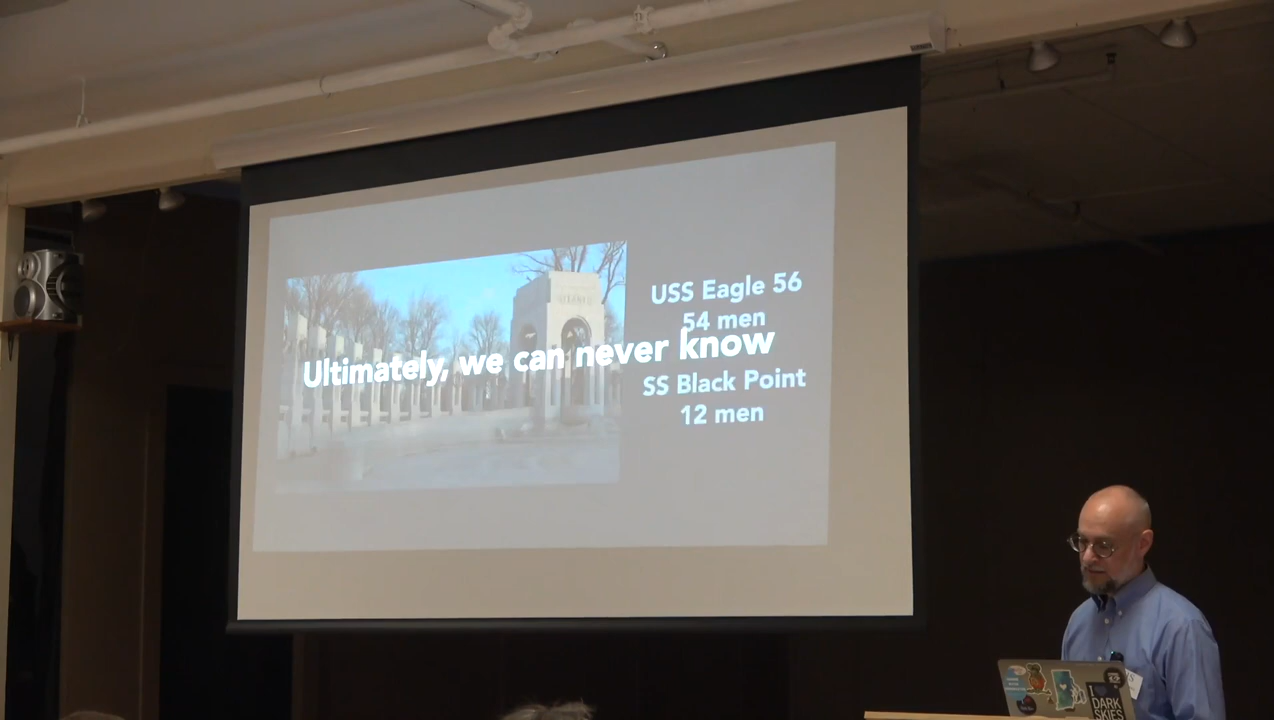 USS Eagle 56
54 men
Ultimately, we can never know
SS Black Point
12 men
I
DARK
SKIES